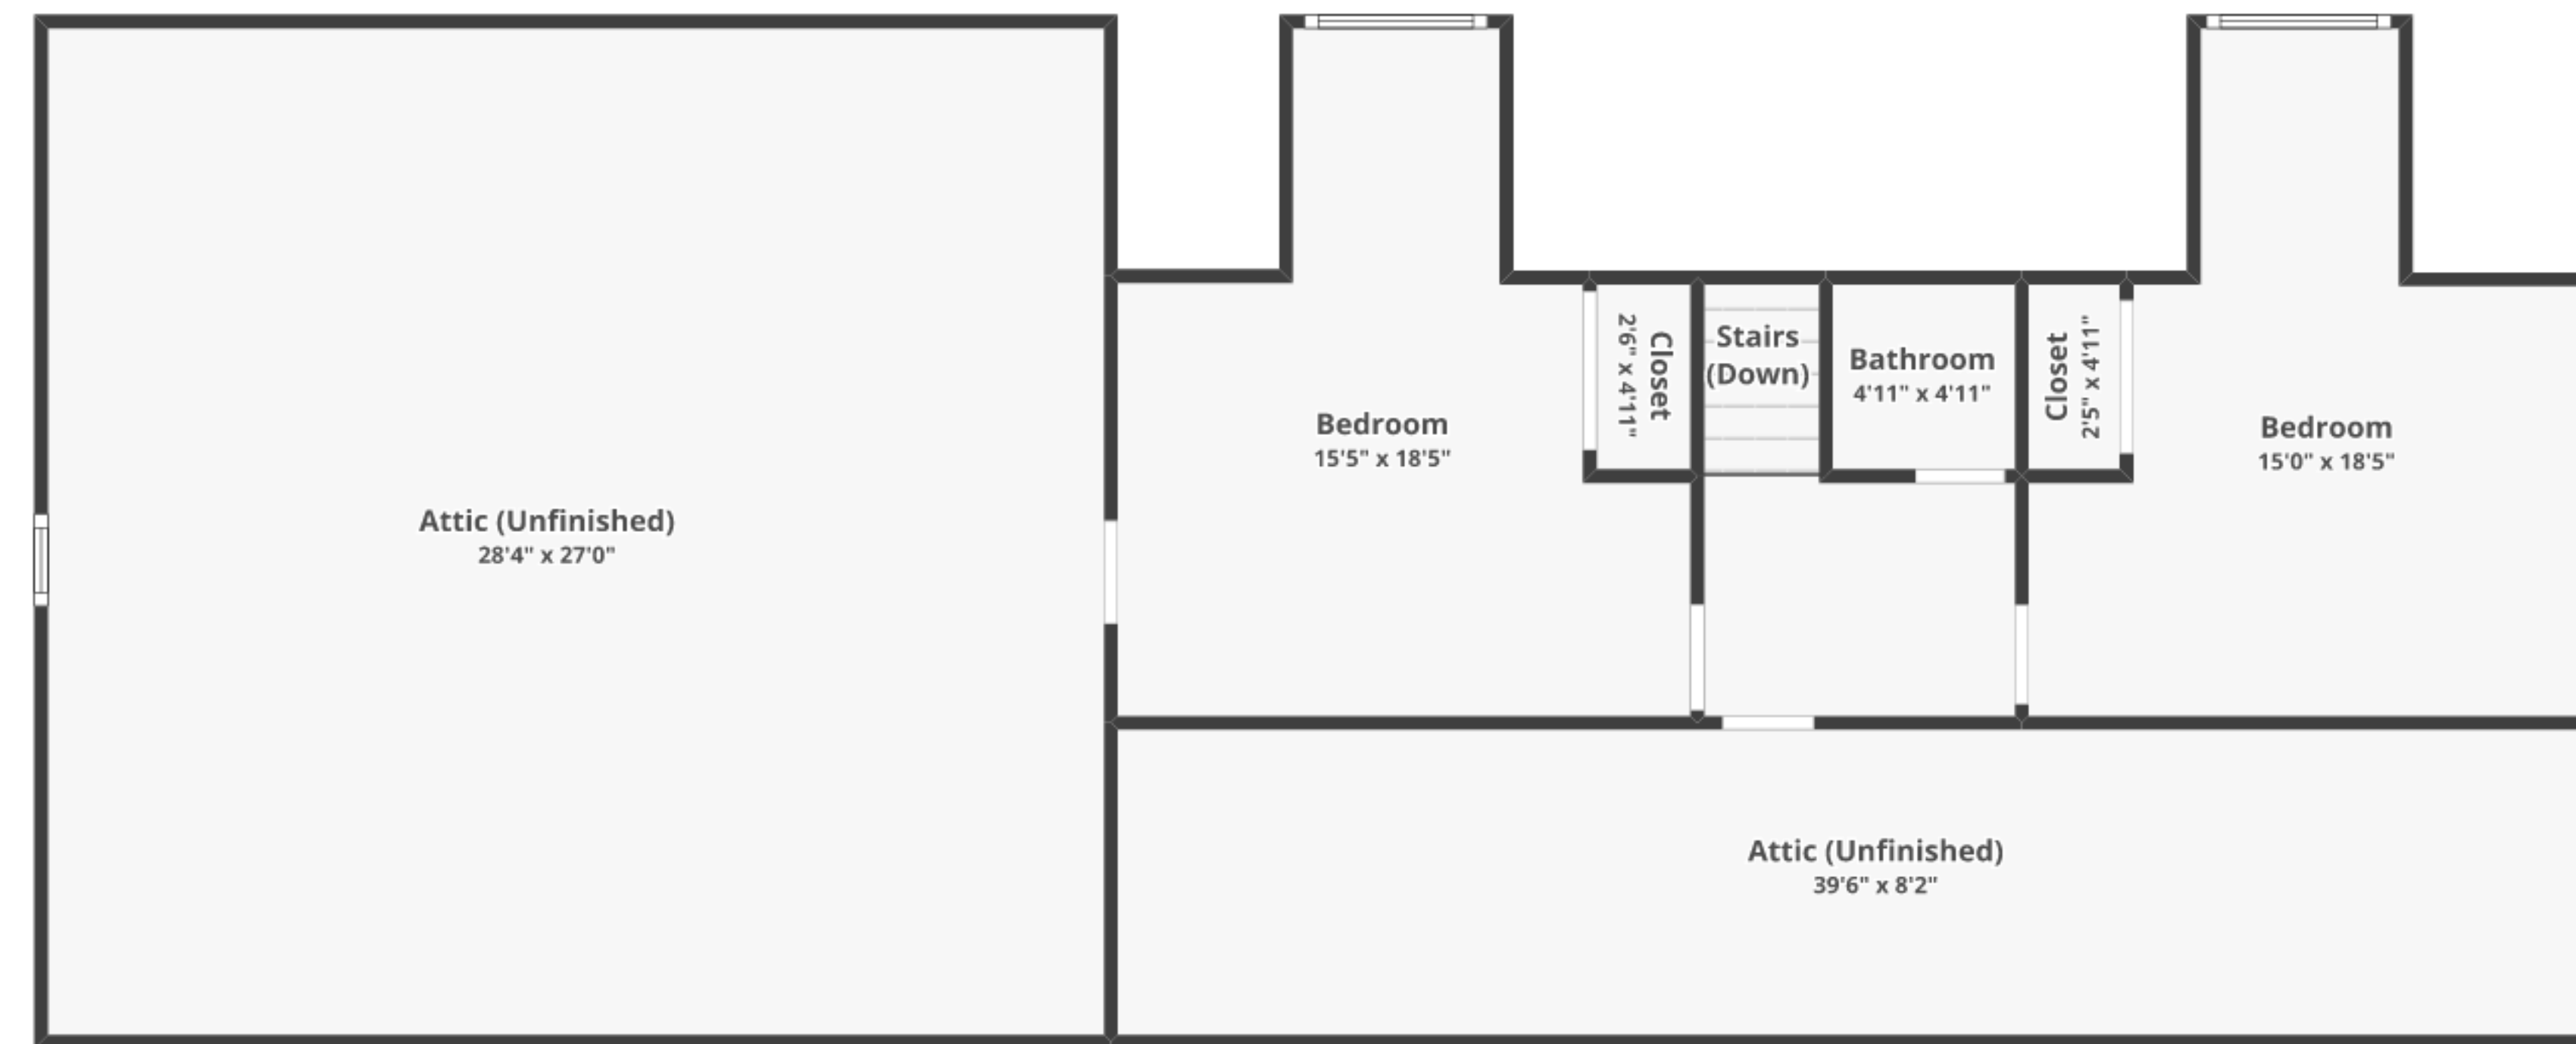 Attic (Unfinished)
28'4" x 27'0"
Bedroom
15'5" x 18'5"
Closet
2'6" x 4'11"
Stairs
(Down)
Bathroom
4'11" x 4'11"
Closet
2'5" x 4'11"
Bedroom
15'0" x 18'5"
Attic (Unfinished)
39'6" x 8'2"